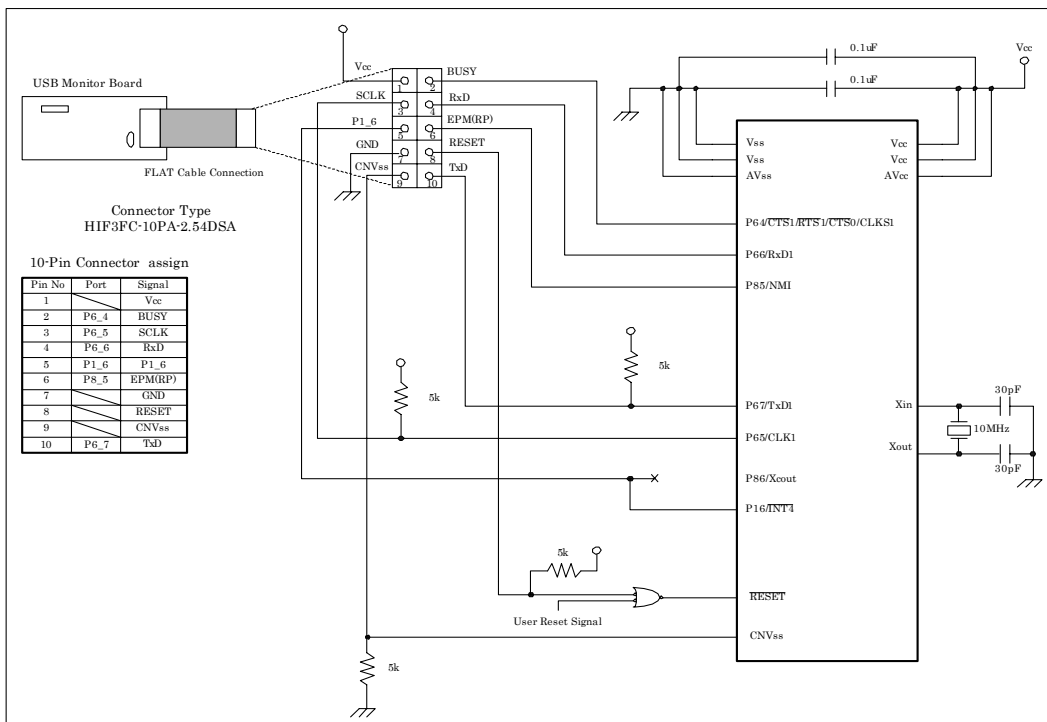 USB Monitor Board
FLAT Cable Connection
Connector Type
HIF3FC-10PA-2.54DSA
10-Pin Connector assign
Pin No Port Signal
1 Vcc
2 P6_4 BUSY
3 P6_5 SCLK
4 P6_6 RxD
5 P1_6 P1_6
6 P8_5 EPM(RP)
7 GND
8 RESET
9 CNVss
10 P6_7 TxD
Vcc
1 2 BUSY
SCLK 3 4 RxD
P1_6 5 6 EPM(RP)
GND 7 8 RESET
CNVss 9 10 TxD
0.1uF
0.1uF
Vcc
Vss Vcc
Vss Vcc
AVss AVcc
P64/CTS1/RTS1/CTS0/CLKS1
P66/RxD1
P85/NMI
5k
5k
P67/TxD1
P65/CLK1
P86/Xcout
P16/INT4
Xin
Xout
30pF
10MHz
30pF
5k
User Reset Signal
RESET
CNVss
5k